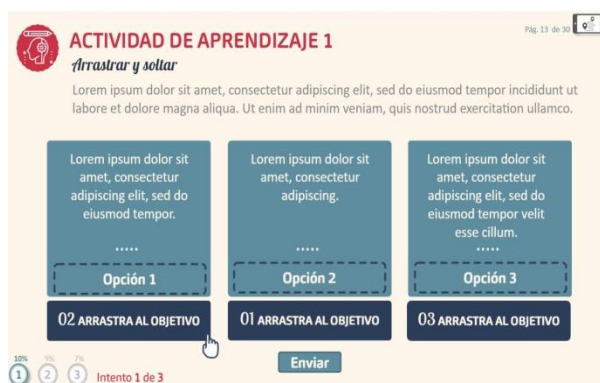 Pág. 13 de 30
ACTIVIDAD DE APRENDIZAJE 1
Arrastrar y soltar
Lorem ipsum dolor sit amet, consectetur adipiscing elit, sed do eiusmod tempor incididunt ut
labore et dolore magna aliqua. Ut enim ad minim veniam, quis nostrud exercitation ullamco.
Lorem ipsum dolor sit
amet, consectetur
adipiscing elit, sed do
eiusmod tempor.
.....
Opción 1
02 ARRASTRA AL OBJETIVO
Lorem ipsum dolor sit
amet, consectetur
adipiscing.
.....
Opción 2
01 ARRASTRA AL OBJETIVO
Lorem ipsum dolor sit
amet, consectetur
adipiscing elit, sed do
eiusmod tempor velit
esse cillum.
.....
Opción 3
03 ARRASTRA AL OBJETIVO
10% 9% 7%
1 2 3 Intento 1 de 3
Enviar